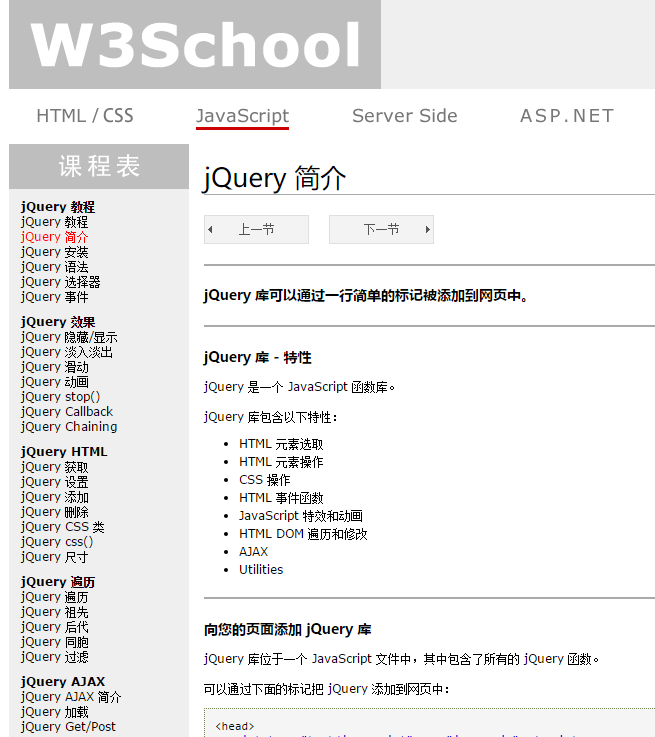 W3School
HTML / CSS
JavaScript
Server Side
ASP.NET
课程表
jQuery 教程
jQuery 教程
jQuery 简介
jQuery 安装
jQuery 语法
jQuery 选择器
jQuery 事件
jQuery 效果
jQuery 隐藏/显示
jQuery 淡入淡出
jQuery 滑动
jQuery 动画
jQuery stop()
jQuery Callback
jQuery Chaining
jQuery HTML
jQuery 获取
jQuery 设置
jQuery 添加
jQuery 删除
jQuery CSS 类
jQuery css()
jQuery 尺寸
jQuery 遍历
jQuery 遍历
jQuery 祖先
jQuery 后代
jQuery 同胞
jQuery 过滤
jQuery AJAX
jQuery AJAX 简介
jQuery 加载
jQuery Get/Post
jQuery 简介
上一节
下一节
jQuery 库可以通过一行简单的标记被添加到网页中。
jQuery 库 - 特性
jQuery 是一个 JavaScript 函数库。
jQuery 库包含以下特性：
HTML 元素选取
HTML 元素操作
CSS 操作
HTML 事件函数
JavaScript 特效和动画
HTML DOM 遍历和修改
AJAX
Utilities
向您的页面添加 jQuery 库
jQuery 库位于一个 JavaScript 文件中，其中包含了所有的 jQuery 函数。
可以通过下面的标记把 jQuery 添加到网页中：
<head>